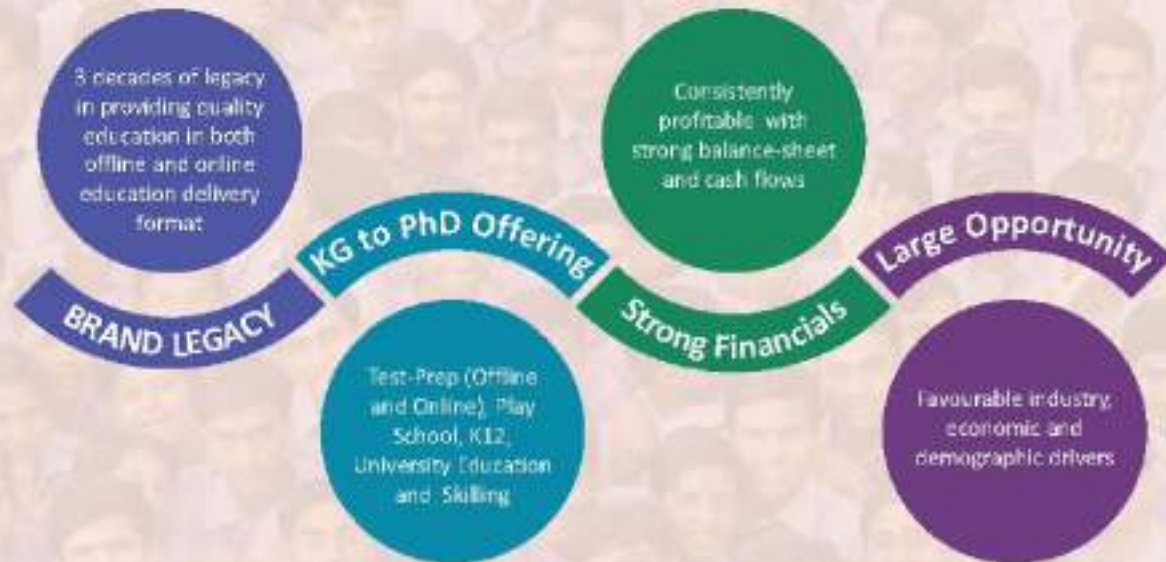 3 decades of legacy
in providing quality
education in both
offline and online
education delivery
format
BRAND LEGACY
KG to PhD Offering
Test-Prep (Offline
and Online), Play
School, K12,
University Education
and Skilling
Consistently
profitable with
strong balance-sheet
and cash flows
Strong Financials
Large Opportunity
Favourable industry,
economic and
demographic drivers